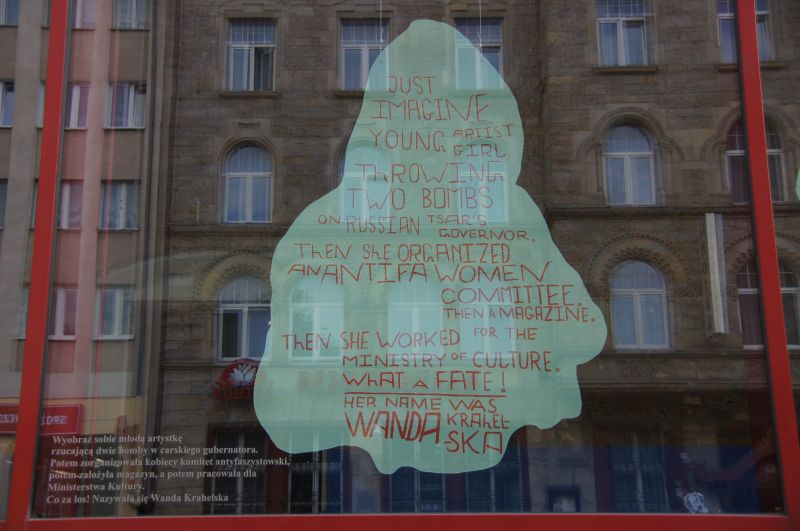 JUST
IMAGINE
YOUNG ARTIST GIRL
THROWING
TWO BOMBS
ON RUSSIAN TSAR'S
GOVERNOR.
THEN SHE ORGANIZED
AN ANTIFA WOMEN
COMMITTEE.
THEN A MAGAZINE.
THEN SHE WORKED FOR THE
MINISTRY OF CULTURE.
WHAT A FATE!
HER NAME WAS
WANDA KRAHEL-
SKA
Wyobraź sobie młodą artystkę
rzucającą dwie bomby w carskiego gubernatora.
Potem zorganizowała kobiecy komitet antyfaszystowski,
potem założyła magazyn, a potem pracowała dla
Ministerstwa Kultury.
Co za los! Nazywała się Wanda Krahelska